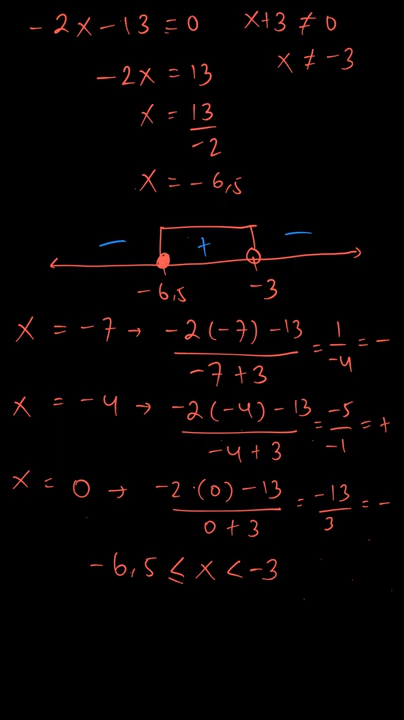 -2x - 13 = 0 x+3 ≠ 0
-2x = 13 x ≠ -3
x = 13/-2
x = -6,5
- + -
-6,5 -3
x = -7 → (-2(-7) - 13)/(-7 + 3) = 1/-4 = -
x = -4 → (-2(-4) - 13)/(-4 + 3) = -5/-1 = +
x = 0 → (-2·(0) - 13)/(0 + 3) = -13/3 = -
-6,5 ≤ x < -3